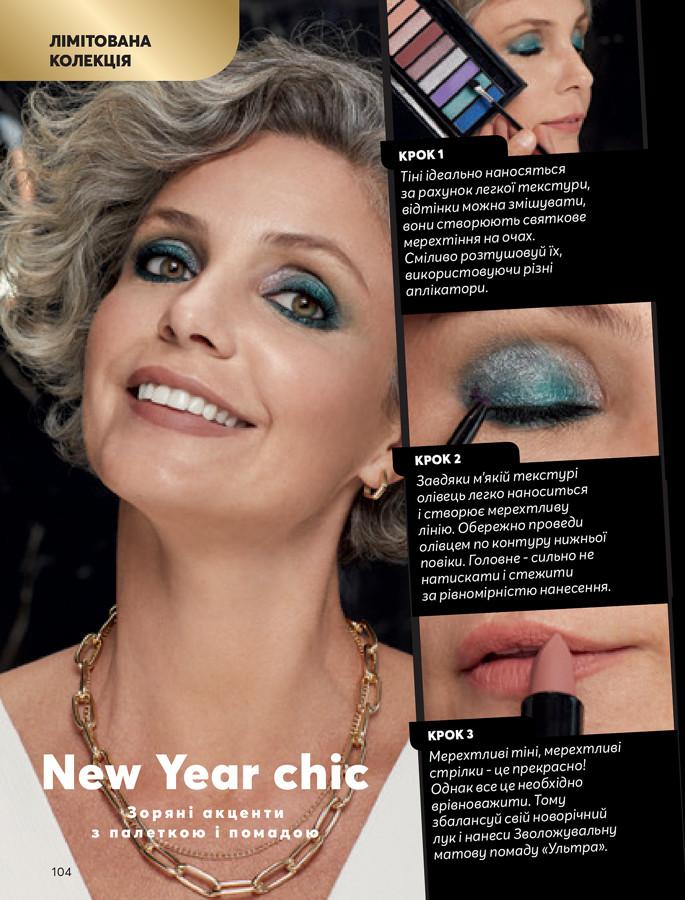 ЛІМІТОВАНА
КОЛЕКЦІЯ
КРОК 1
Тіні ідеально наносяться
за рахунок легкої текстури,
відтінки можна змішувати,
вони створюють святкове
мерехтіння на очах.
Сміливо розтушовуй їх,
використовуючи різні
аплікатори.
КРОК 2
Завдяки м'якій текстурі
олівець легко наноситься
і створює мерехтливу
лінію. Обережно проведи
олівцем по контуру нижньої
повіки. Головне - сильно не
натискати і стежити
за рівномірністю нанесення.
КРОК 3
Мерехтливі тіні, мерехтливі
стрілки - це прекрасно!
Однак все це необхідно
врівноважити. Тому
збалансуй свій новорічний
лук і нанеси Зволожувальну
матову помаду «Ультра».
New Year chic
Зоряні акценти
з палеткою і помадою
104